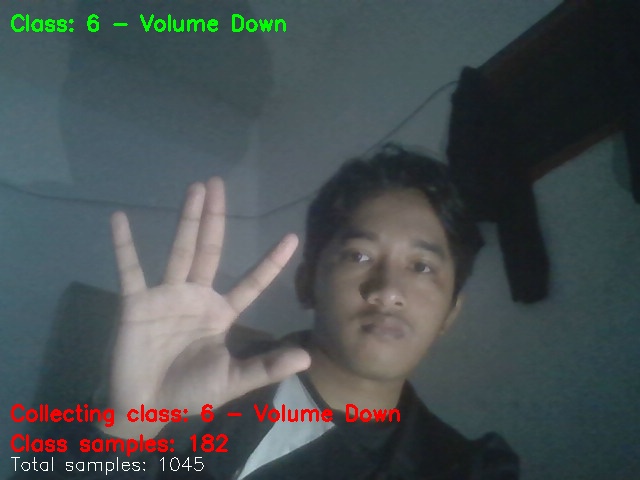 Class: 6 - Volume Down
Collecting class: 6 - Volume Down
Class samples: 182
Total samples: 1045